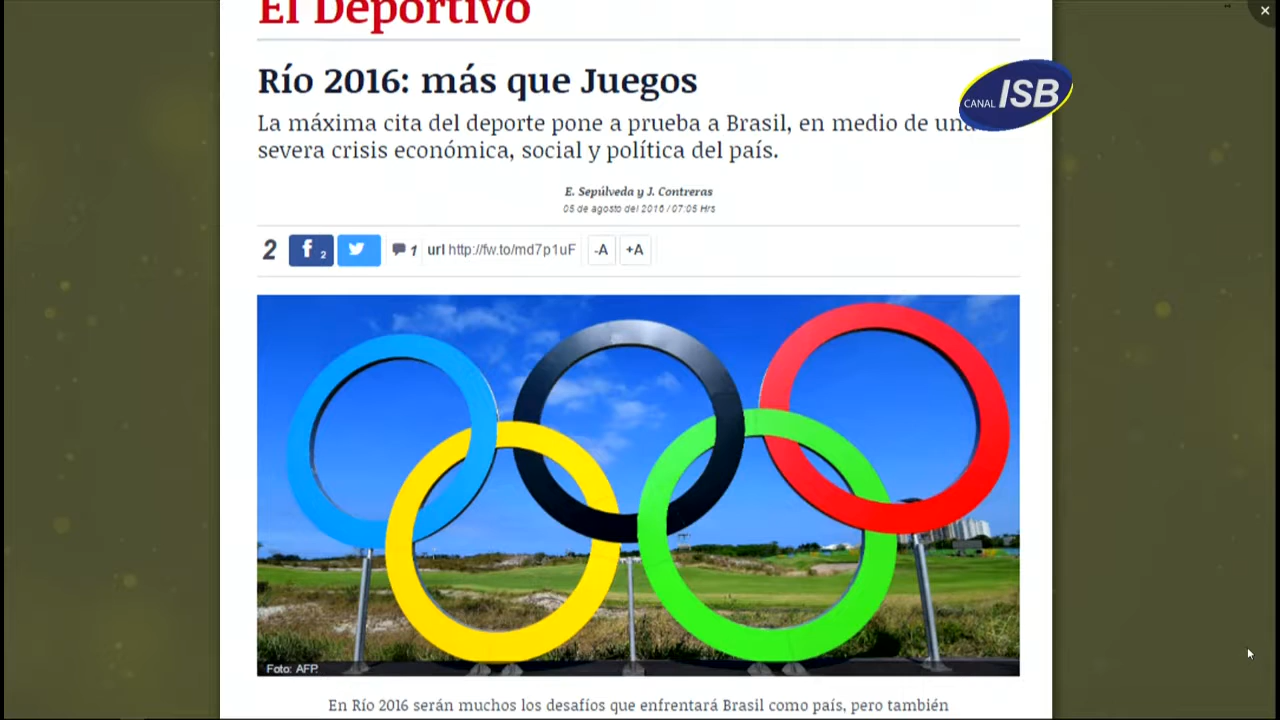 El Deportivo
Río 2016: más que Juegos
CANAL ISB
La máxima cita del deporte pone a prueba a Brasil, en medio de una
severa crisis económica, social y política del país.
E. Sepúlveda y J. Contreras
05 de agosto del 2016 / 07:05 Hrs
2 f 2 1 url http://fw.to/md7p1uF -A +A
Foto: AFP.
En Río 2016 serán muchos los desafíos que enfrentará Brasil como país, pero también